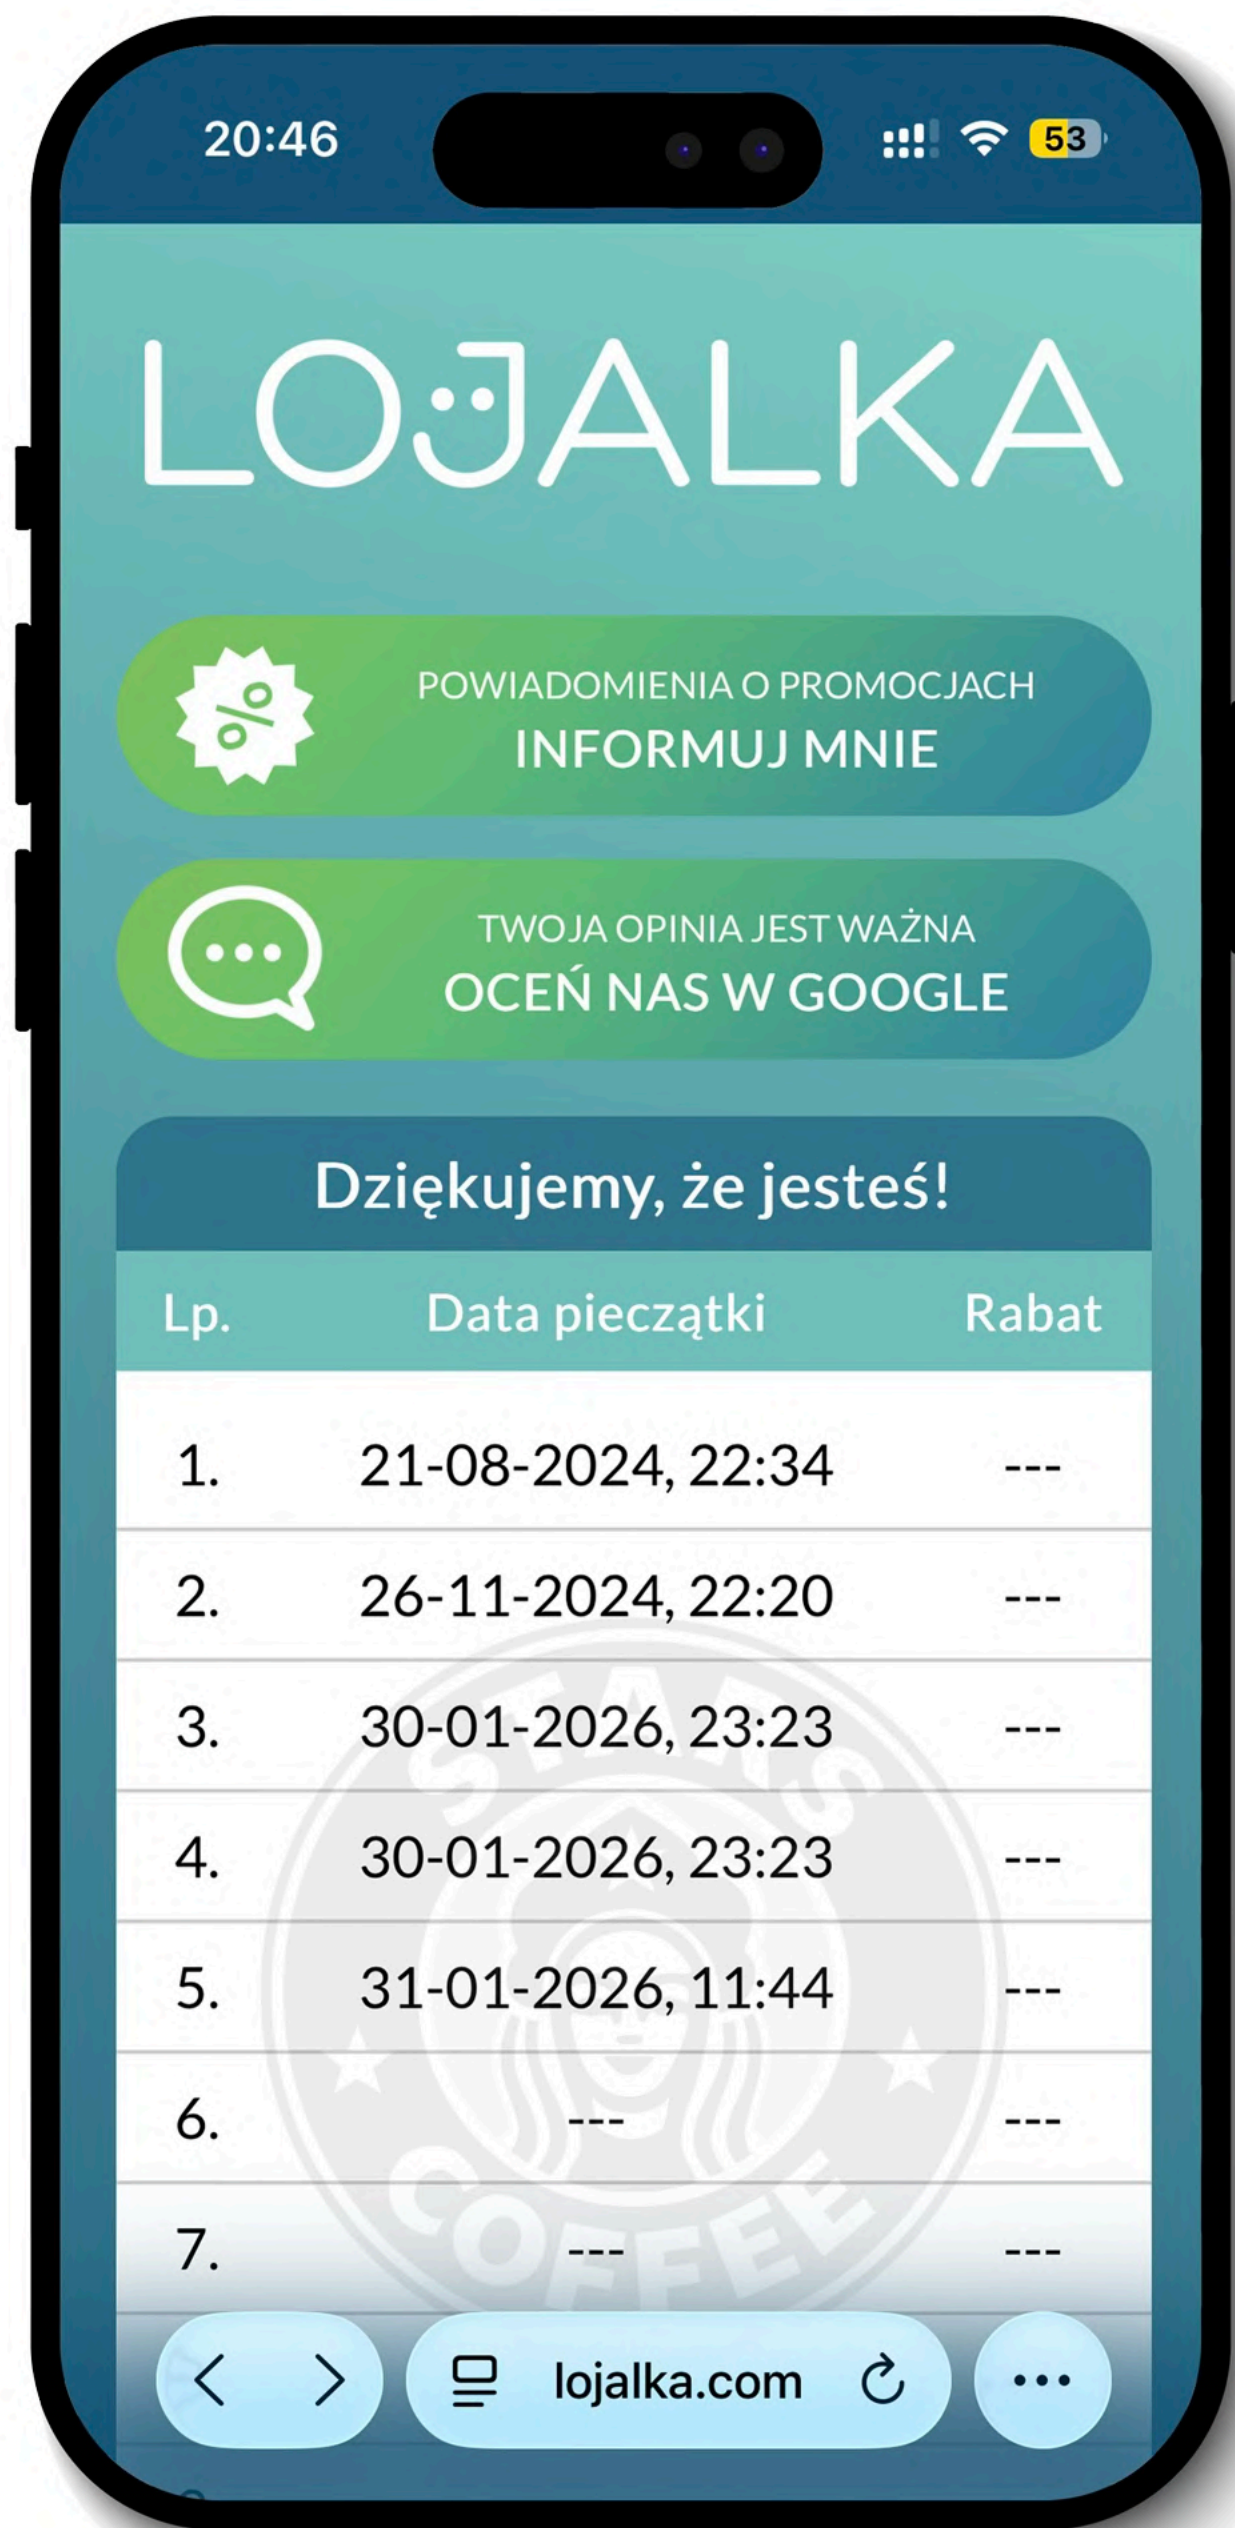 20:46
53
LOJALKA
%
POWIADOMIENIA O PROMOCJACH
INFORMUJ MNIE
TWOJA OPINIA JEST WAŻNA
OCEŃ NAS W GOOGLE
Dziękujemy, że jesteś!
Lp. Data pieczątki Rabat
1. 21-08-2024, 22:34 ---
2. 26-11-2024, 22:20 ---
3. 30-01-2026, 23:23 ---
4. 30-01-2026, 23:23 ---
5. 31-01-2026, 11:44 ---
6. --- ---
7. --- ---
STARS
COFFEE
lojalka.com